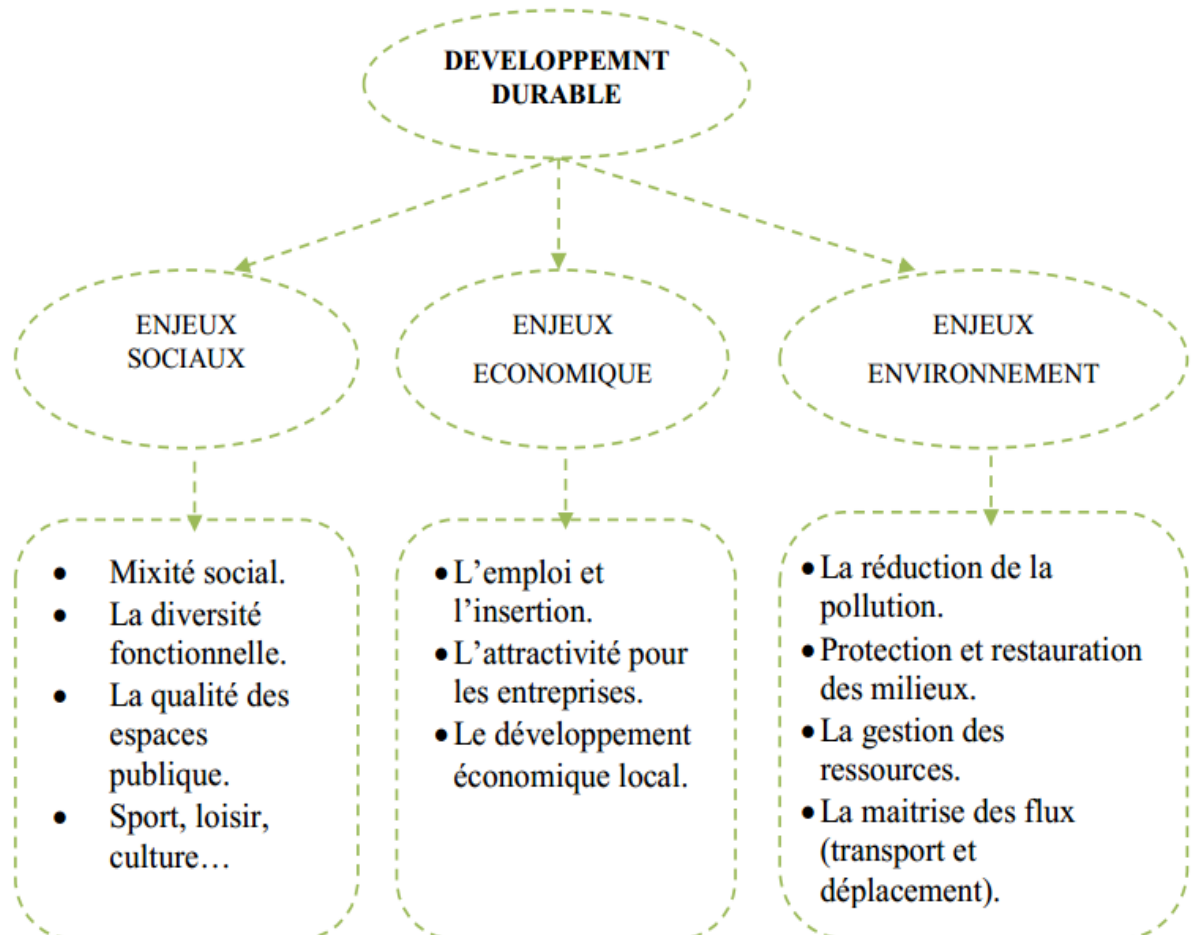 DEVELOPPEMNT
DURABLE
ENJEUX
SOCIAUX
ENJEUX
ECONOMIQUE
ENJEUX
ENVIRONNEMENT
• Mixité social.
• La diversité
fonctionnelle.
• La qualité des
espaces
publique.
• Sport, loisir,
culture…
• L’emploi et
l’insertion.
• L’attractivité pour
les entreprises.
• Le développement
économique local.
• La réduction de la
pollution.
• Protection et restauration
des milieux.
• La gestion des
ressources.
• La maitrise des flux
(transport et
déplacement).